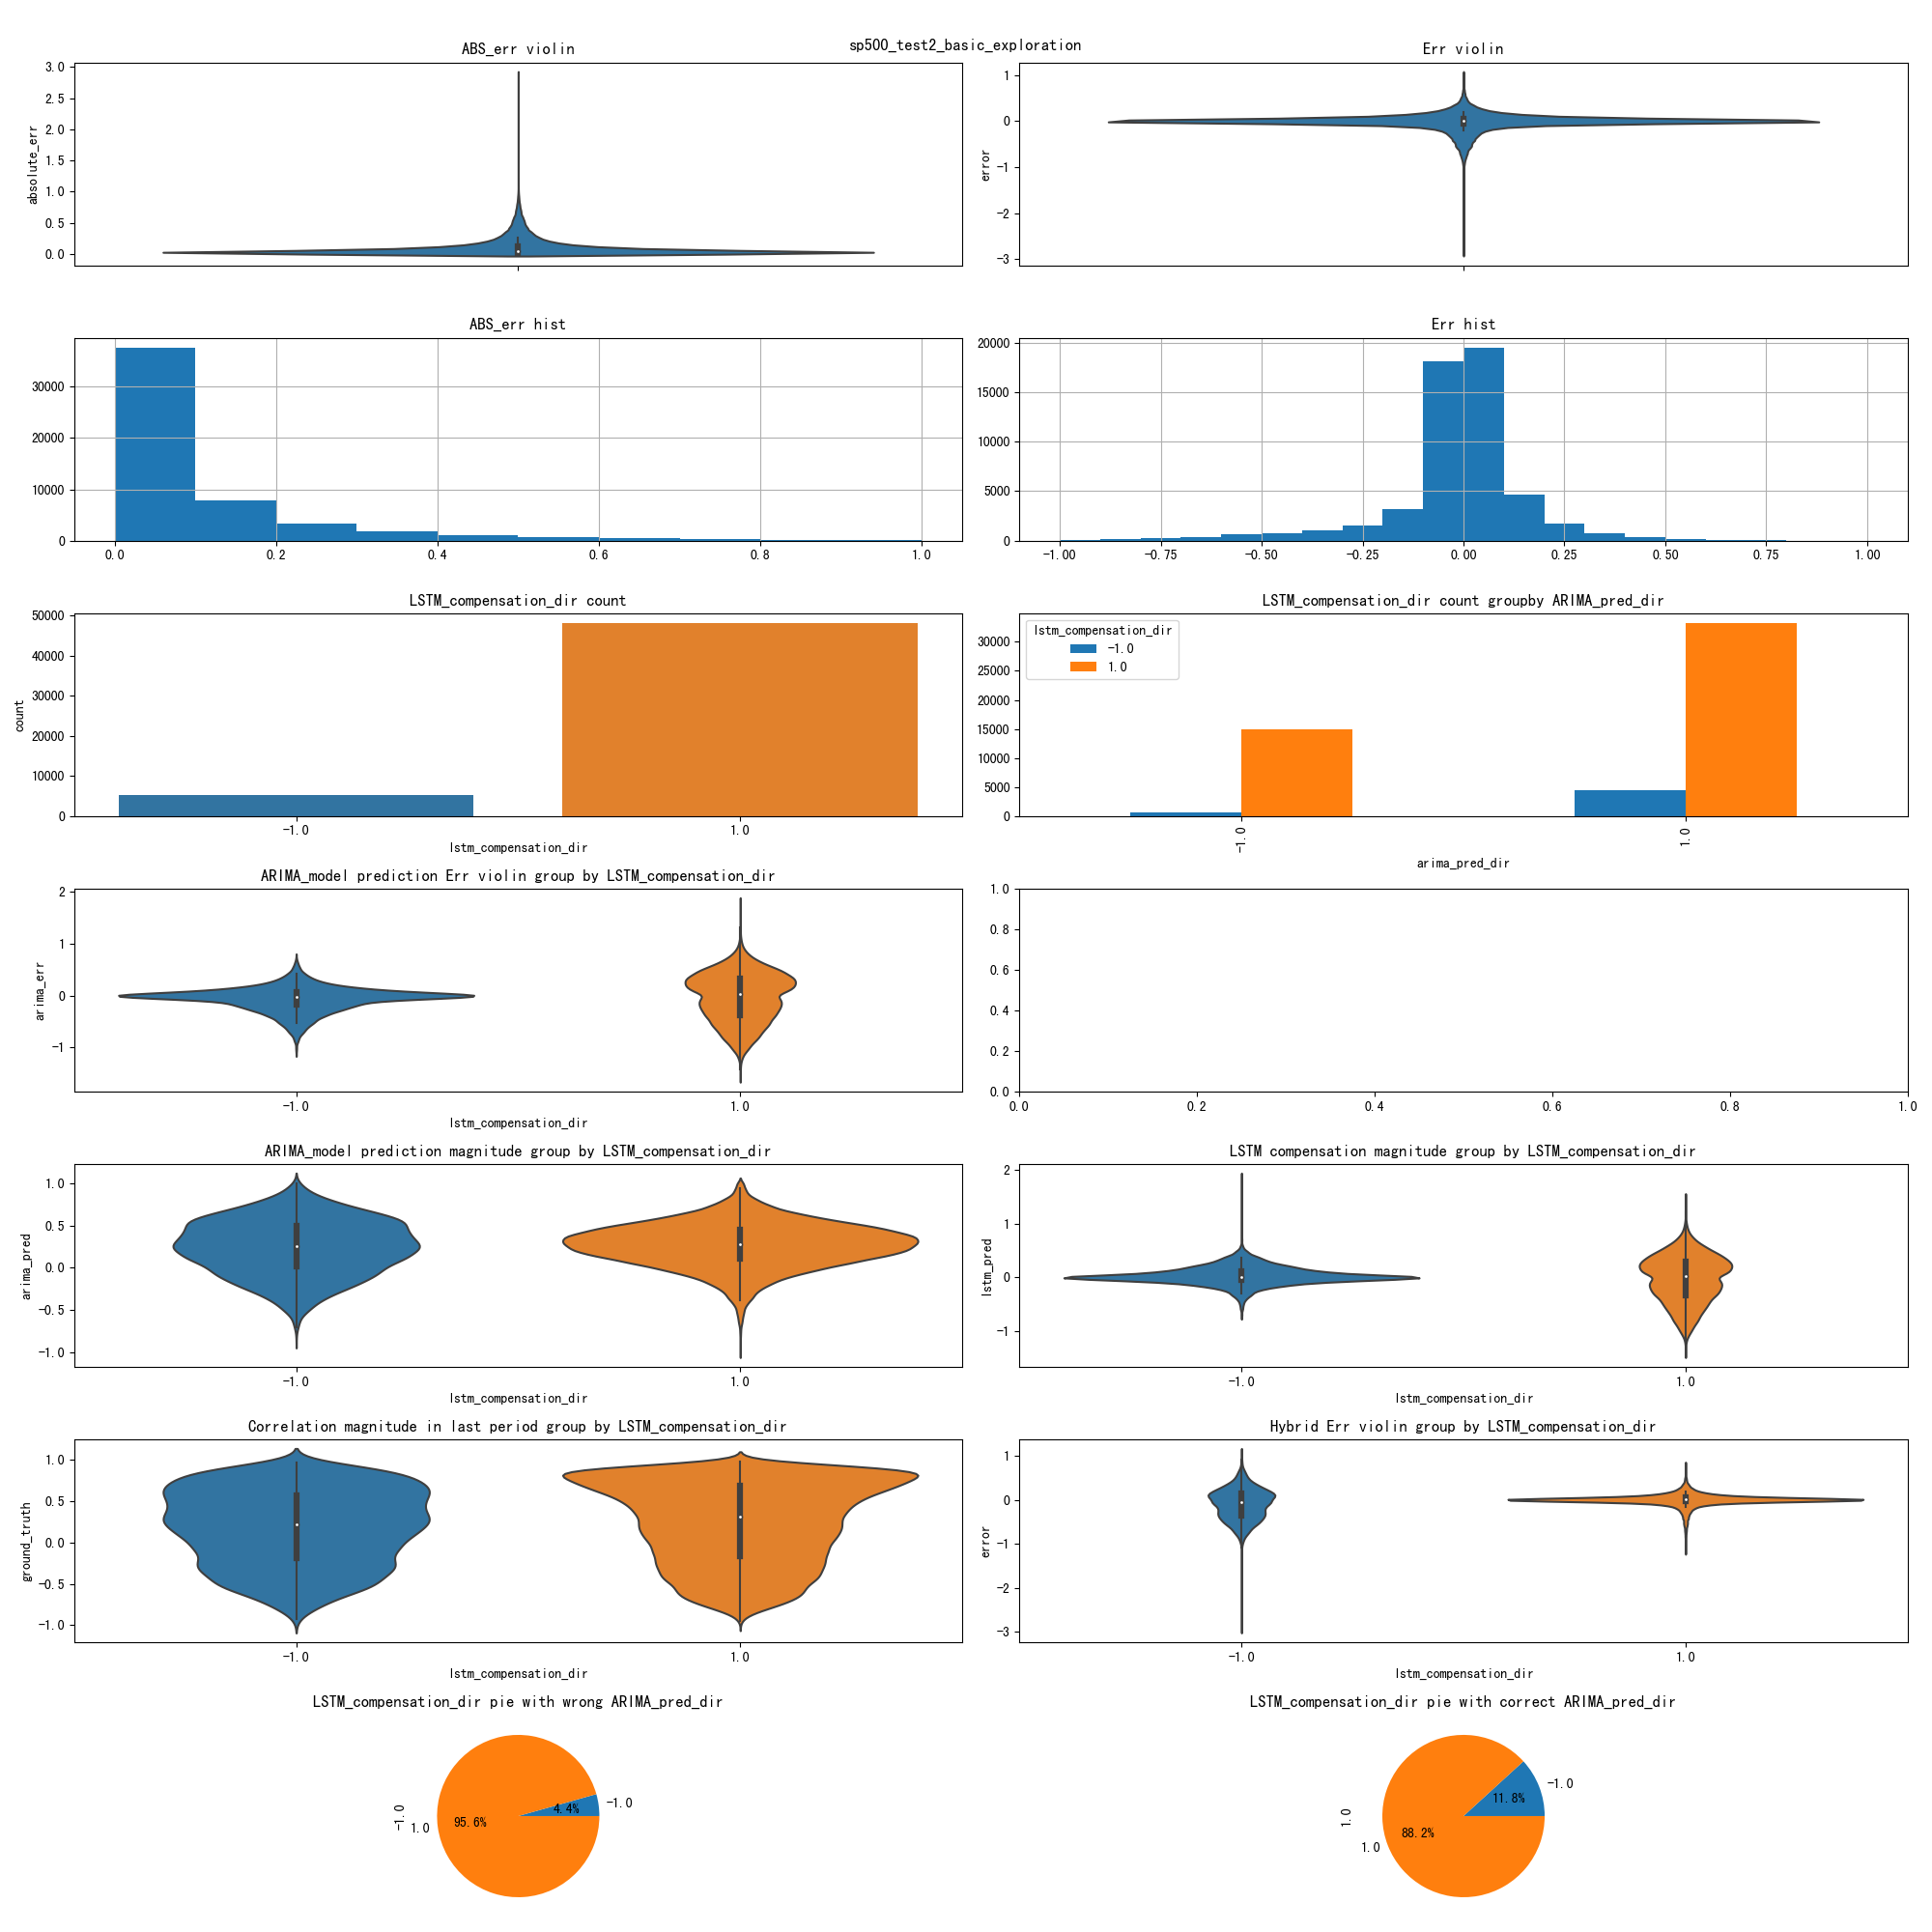 sp500_test2_basic_exploration
ABS_err violin
absolute_err
3.0
2.5
2.0
1.5
1.0
0.5
0.0
Err violin
error
1
0
-1
-2
-3
ABS_err hist
30000
20000
10000
0
0.0 0.2 0.4 0.6 0.8 1.0
Err hist
20000
15000
10000
5000
0
-1.00 -0.75 -0.50 -0.25 0.00 0.25 0.50 0.75 1.00
LSTM_compensation_dir count
count
50000
40000
30000
20000
10000
0
-1.0 1.0
lstm_compensation_dir
LSTM_compensation_dir count groupby ARIMA_pred_dir
lstm_compensation_dir
-1.0
1.0
30000
25000
20000
15000
10000
5000
0
-1.0 1.0
arima_pred_dir
ARIMA_model prediction Err violin group by LSTM_compensation_dir
arima_err
2
1
0
-1
-1.0 1.0
lstm_compensation_dir
1.0
0.8
0.6
0.4
0.2
0.0
0.0 0.2 0.4 0.6 0.8 1.0
ARIMA_model prediction magnitude group by LSTM_compensation_dir
arima_pred
1.0
0.5
0.0
-0.5
-1.0
-1.0 1.0
lstm_compensation_dir
LSTM compensation magnitude group by LSTM_compensation_dir
lstm_pred
2
1
0
-1
-1.0 1.0
lstm_compensation_dir
Correlation magnitude in last period group by LSTM_compensation_dir
ground_truth
1.0
0.5
0.0
-0.5
-1.0
-1.0 1.0
lstm_compensation_dir
Hybrid Err violin group by LSTM_compensation_dir
error
1
0
-1
-2
-3
-1.0 1.0
lstm_compensation_dir
LSTM_compensation_dir pie with wrong ARIMA_pred_dir
-1.0
1.0
95.6%
4.4%
-1.0
LSTM_compensation_dir pie with correct ARIMA_pred_dir
1.0
1.0
88.2%
11.8%
-1.0